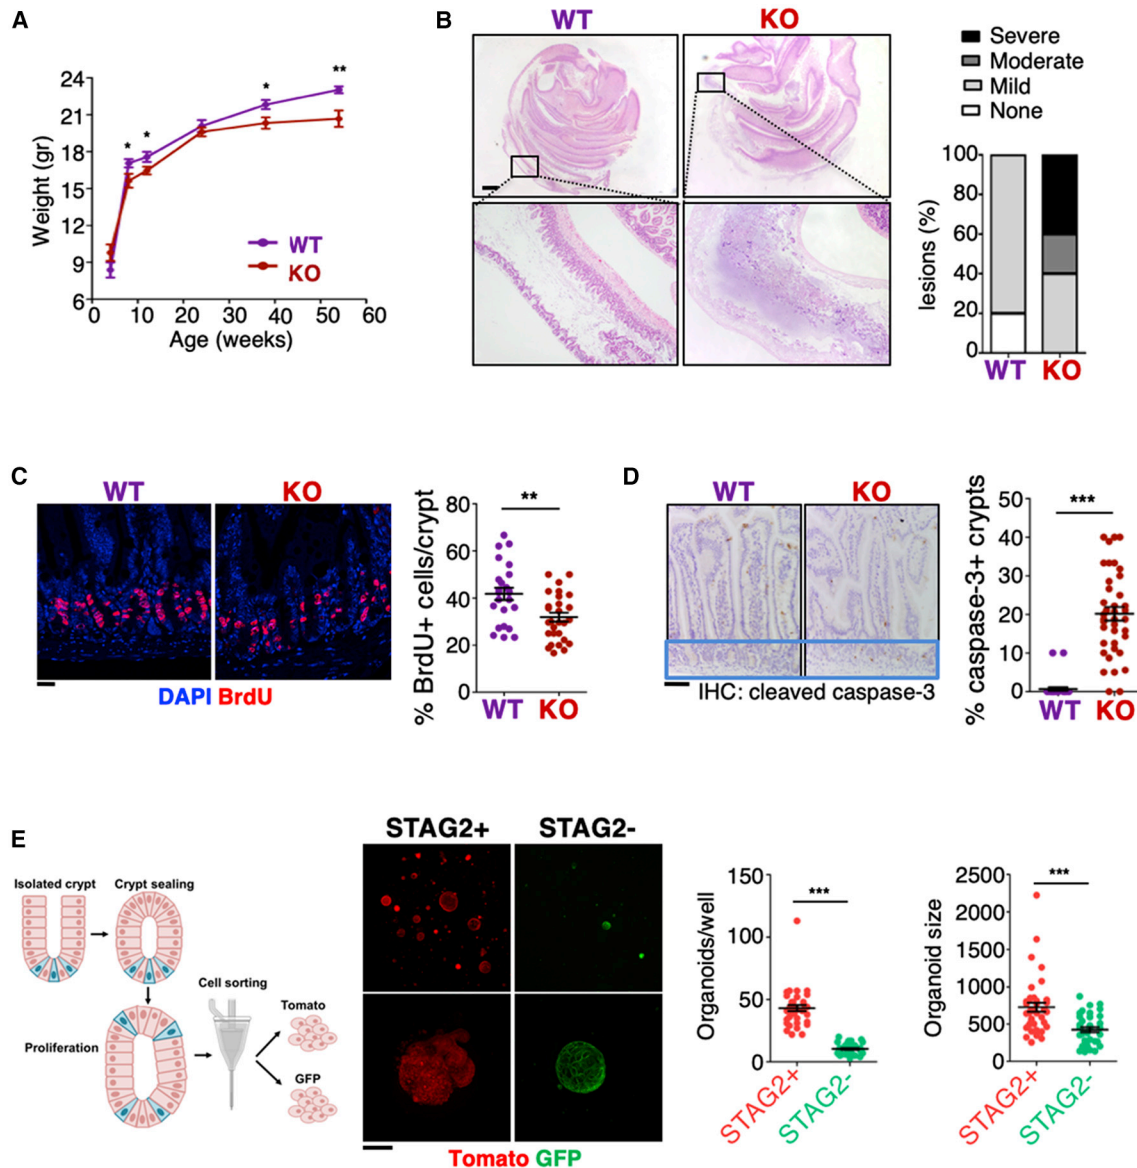 A
Weight (gr)
24
21
18
15
12
9
6
0 10 20 30 40 50 60
Age (weeks)
*
*
*
**
WT
KO
B
WT KO
Severe
Moderate
Mild
None
lesions (%)
100
80
60
40
20
0
WT KO
C
WT KO
DAPI BrdU
**
% BrdU+ cells/crypt
80
60
40
20
0
WT KO
D
WT KO
IHC: cleaved caspase-3
***
% caspase-3+ crypts
50
40
30
20
10
0
WT KO
E
Isolated crypt
Crypt sealing
Cell sorting
Proliferation
Tomato
GFP
STAG2+ STAG2-
Tomato GFP
***
Organoids/well
150
100
50
0
STAG2+
STAG2-
***
Organoid size
2500
2000
1500
1000
500
0
STAG2+
STAG2-